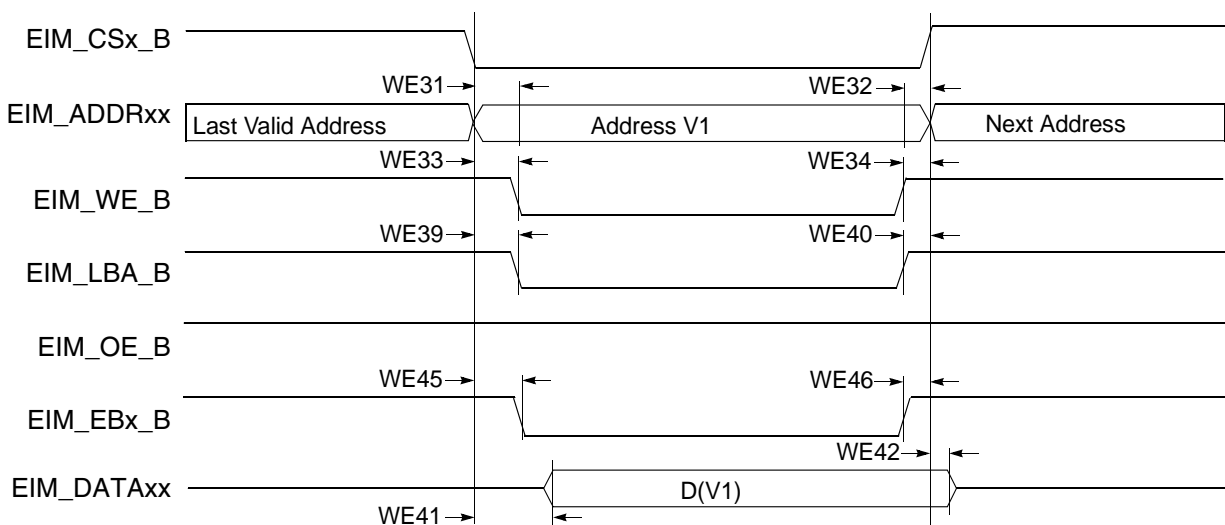 EIM_CSx_B
WE31
WE32
EIM_ADDRxx
Last Valid Address
Address V1
Next Address
WE33
WE34
EIM_WE_B
WE39
WE40
EIM_LBA_B
EIM_OE_B
WE45
WE46
EIM_EBx_B
WE42
EIM_DATAxx
D(V1)
WE41